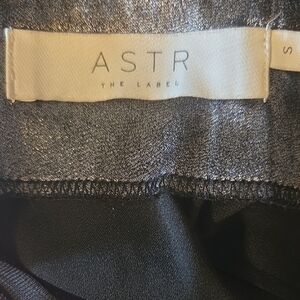 ASTR
THE LABEL
S